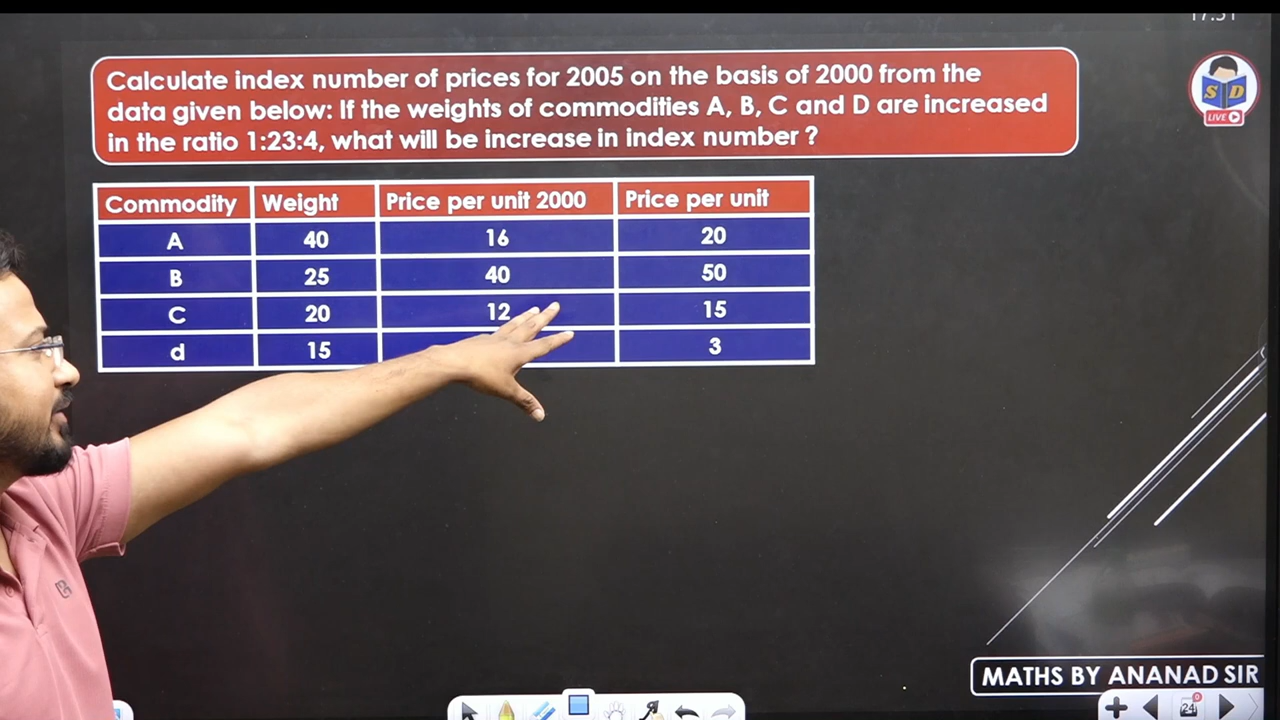 Calculate index number of prices for 2005 on the basis of 2000 from the
data given below: If the weights of commodities A, B, C and D are increased
in the ratio 1:23:4, what will be increase in index number ?
S D
LIVE
Commodity Weight Price per unit 2000 Price per unit
A 40 16 20
B 25 40 50
C 20 12 15
d 15 3
MATHS BY ANANAD SIR
24